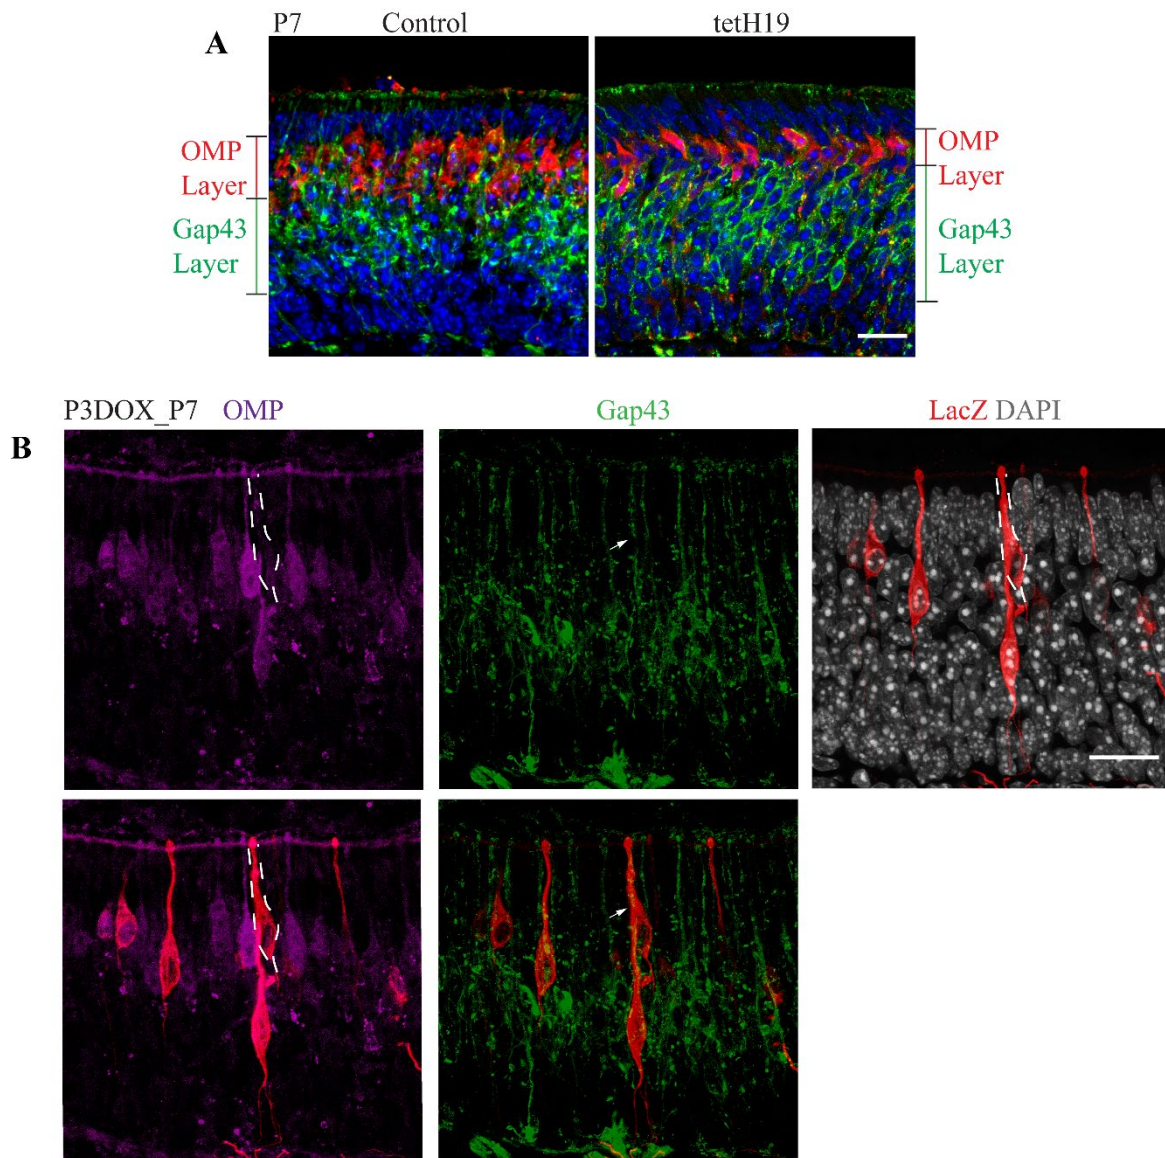 A
P7 Control tetH19
OMP
Layer
Gap43
Layer
OMP
Layer
Gap43
Layer
B
P3DOX_P7 OMP Gap43 LacZ DAPI